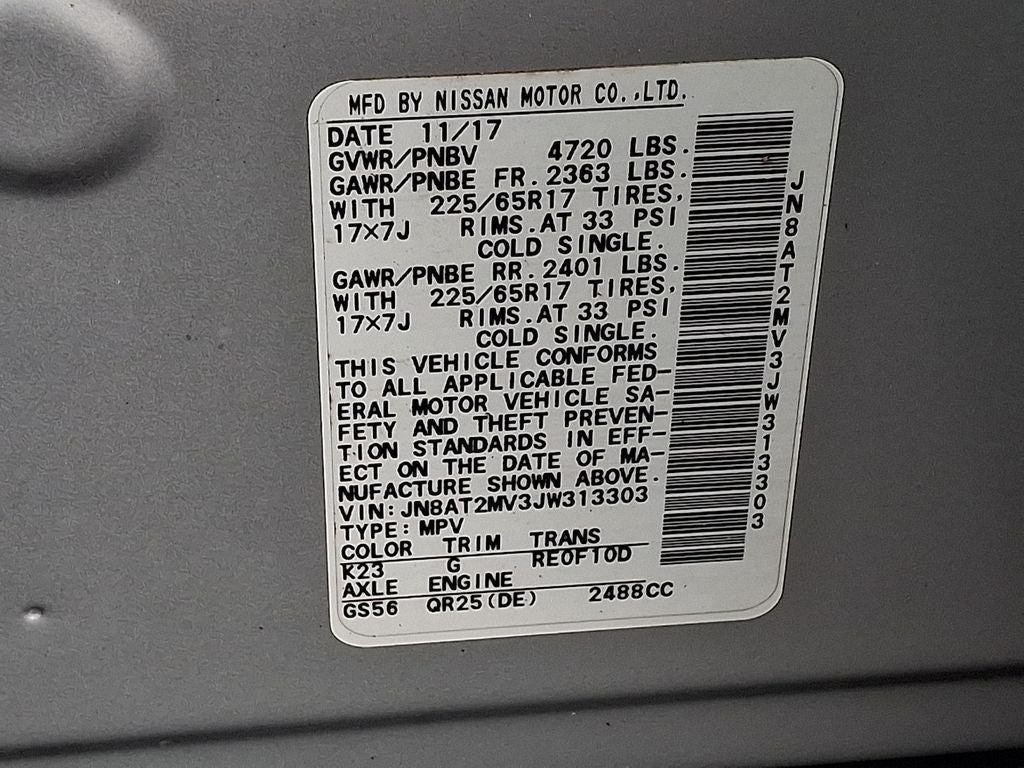 MFD BY NISSAN MOTOR CO.,LTD.
DATE 11/17
GVWR/PNBV 4720 LBS.
GAWR/PNBE FR. 2363 LBS.
WITH 225/65R17 TIRES,
17×7J RIMS. AT 33 PSI
COLD SINGLE.
GAWR/PNBE RR. 2401 LBS.
WITH 225/65R17 TIRES,
17×7J RIMS. AT 33 PSI
COLD SINGLE.
THIS VEHICLE CONFORMS
TO ALL APPLICABLE FED-
ERAL MOTOR VEHICLE SA-
FETY AND THEFT PREVEN-
TION STANDARDS IN EFF-
ECT ON THE DATE OF MA-
NUFACTURE SHOWN ABOVE.
VIN: JN8AT2MV3JW313303
TYPE: MPV
COLOR TRIM TRANS
K23 G RE0F10D
AXLE ENGINE
GS56 QR25(DE) 2488CC
JN8AT2MV3JW313303